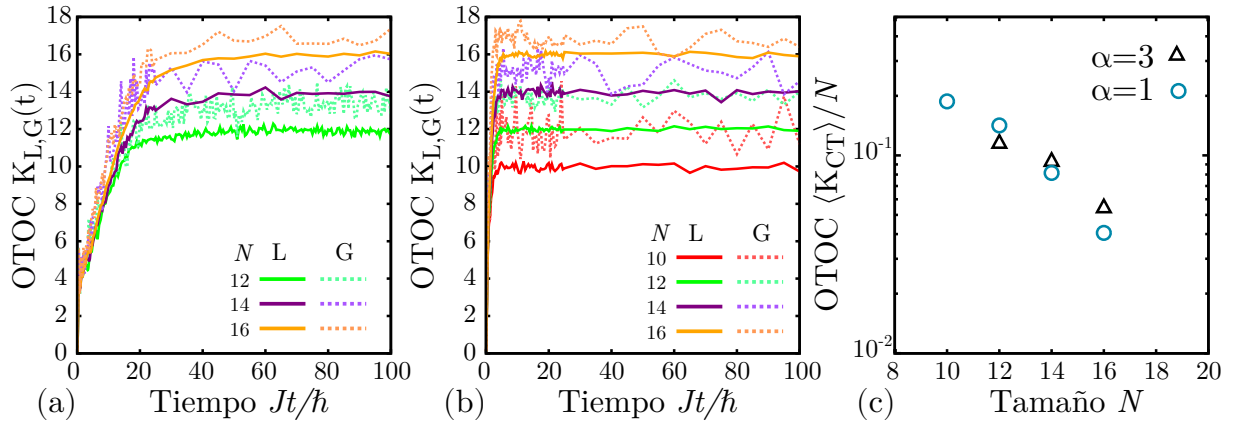 OTOC K_{L,G}(t)
18
16
14
12
10
8
6
4
2
0
N L G
12
14
16
0 20 40 60 80 100
(a) Tiempo Jt/ℏ
OTOC K_{L,G}(t)
18
16
14
12
10
8
6
4
2
0
N L G
10
12
14
16
0 20 40 60 80 100
(b) Tiempo Jt/ℏ
OTOC ⟨K_{CT}⟩/N
10^{-1}
10^{-2}
α=3
α=1
8 10 12 14 16 18 20
(c) Tamaño N